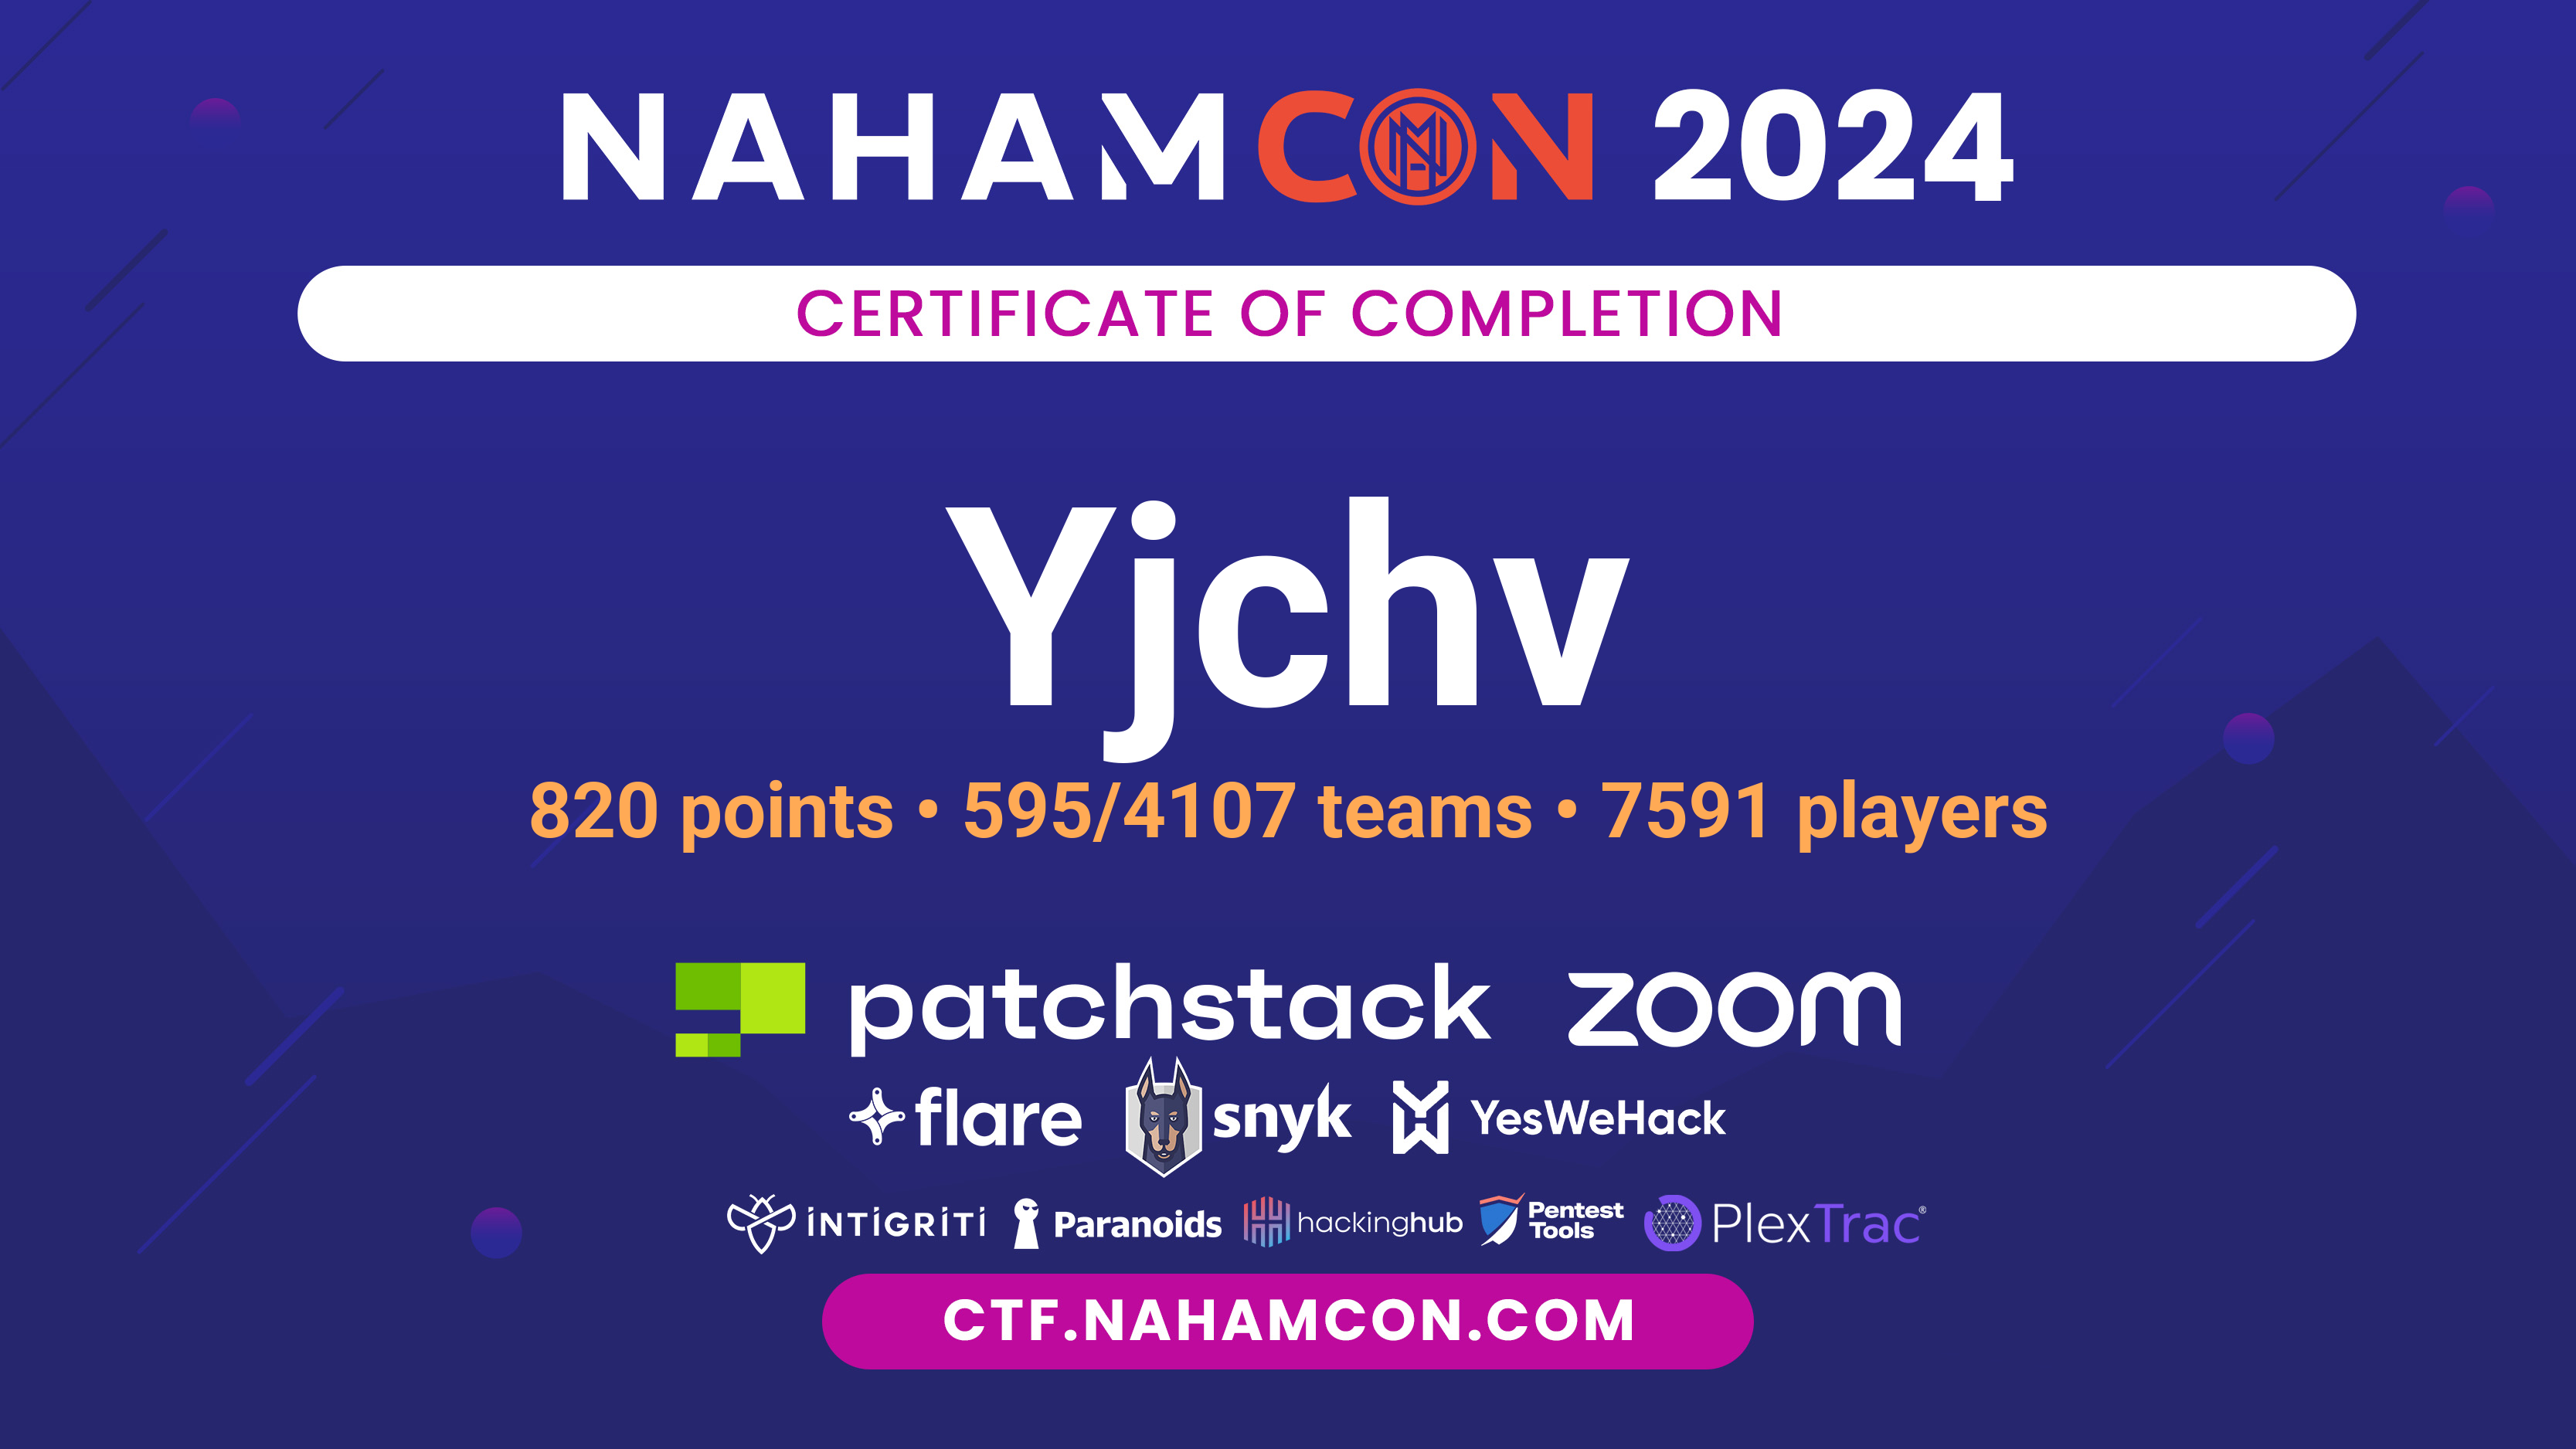 NAHAMCON 2024
CERTIFICATE OF COMPLETION
Yjchv
820 points • 595/4107 teams • 7591 players
patchstack zoom
flare snyk YesWeHack
INTIGRITI Paranoids hackinghub Pentest Tools PlexTrac®
CTF.NAHAMCON.COM